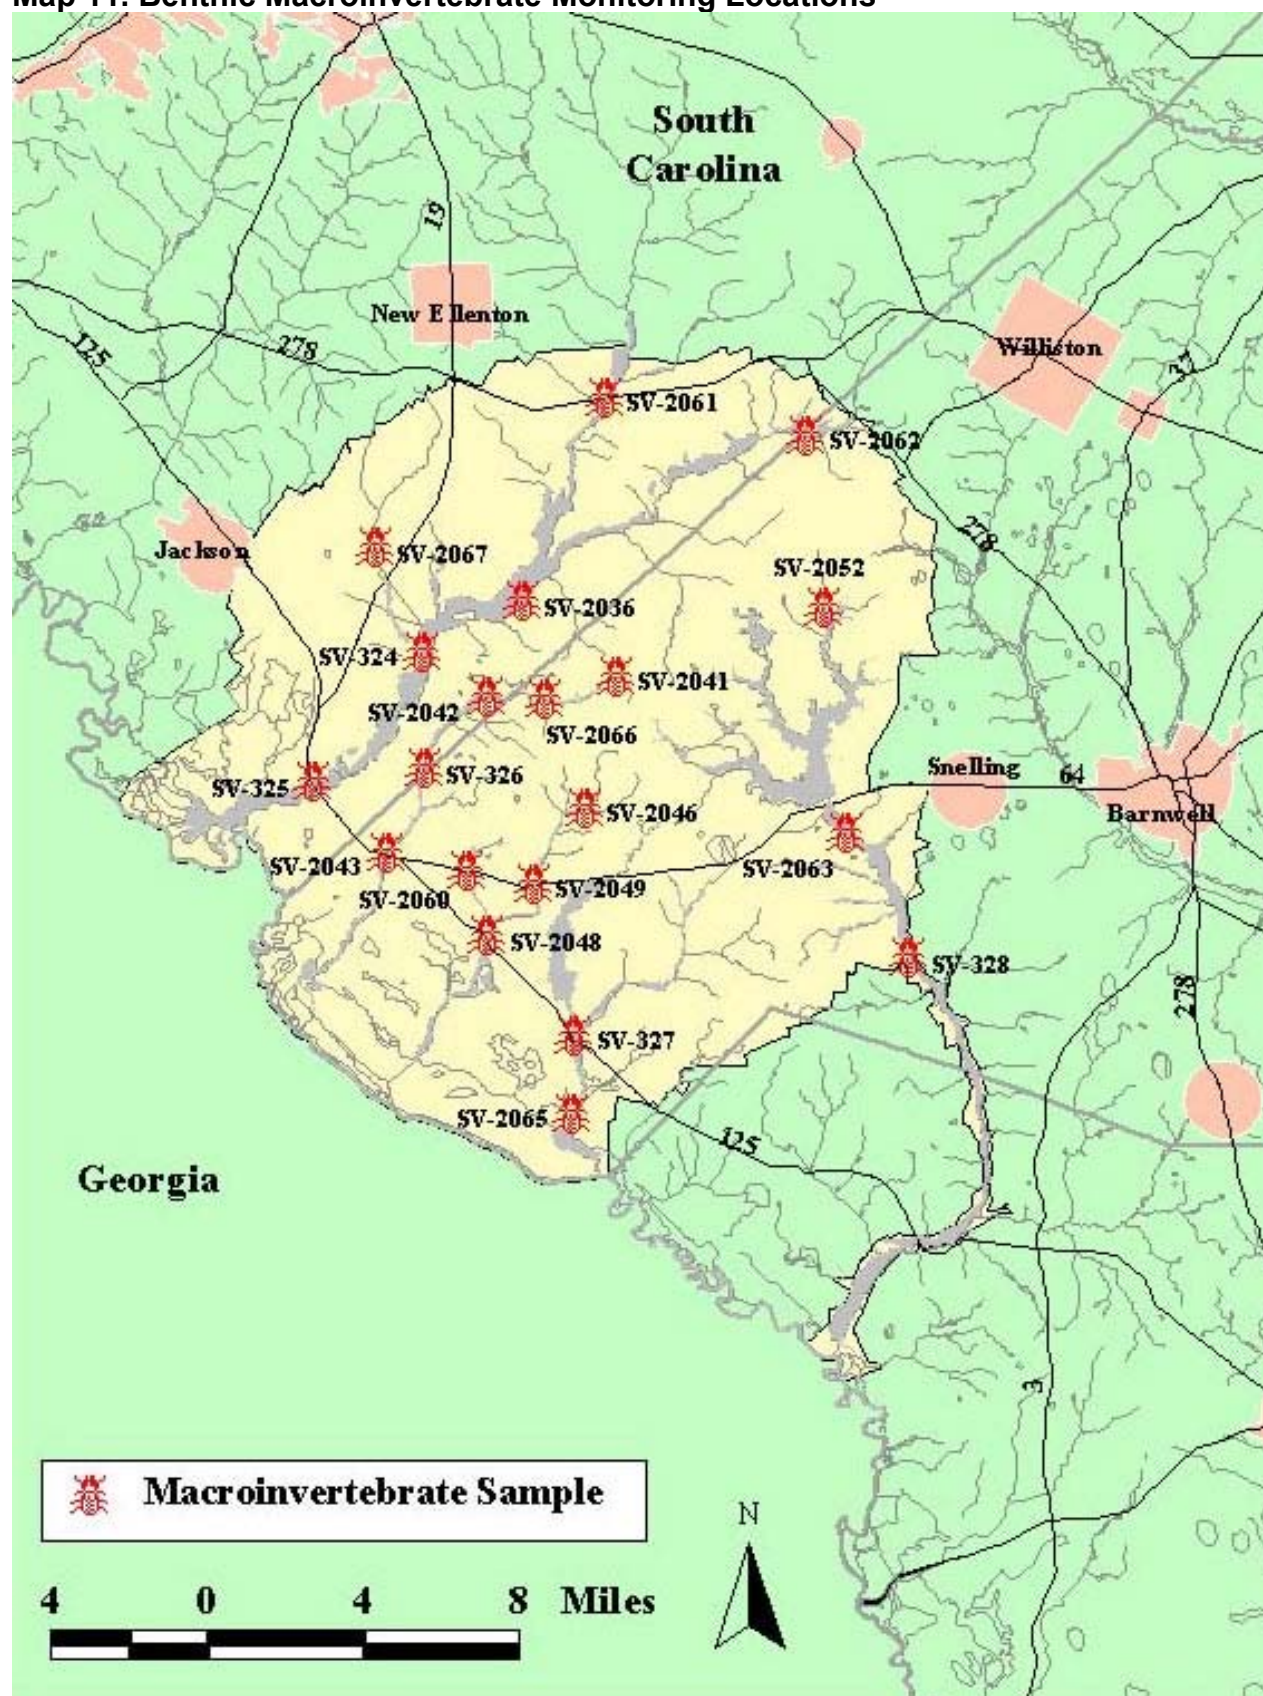 Map 11: Benthic Macroinvertebrate Monitoring Locations
South
Carolina
19
New Ellenton
125
278
Williston
37
SV-2061
SV-2062
278
Jackson
SV-2067
SV-2052
SV-2036
SV-324
SV-2041
SV-2042
SV-2066
Snelling
64
SV-326
SV-325
SV-2046
Barnwell
SV-2043
SV-2063
SV-2060
SV-2049
SV-2048
SV-328
278
SV-327
SV-2065
125
Georgia
3
Macroinvertebrate Sample
N
4 0 4 8 Miles